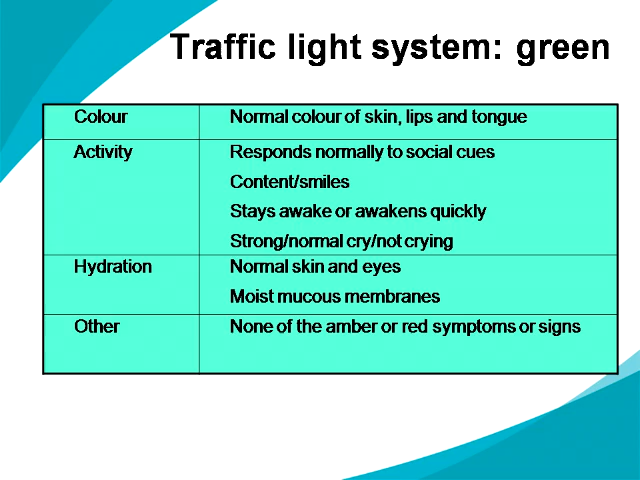 Traffic light system: green
Colour Normal colour of skin, lips and tongue
Activity Responds normally to social cues
Content/smiles
Stays awake or awakens quickly
Strong/normal cry/not crying
Hydration Normal skin and eyes
Moist mucous membranes
Other None of the amber or red symptoms or signs